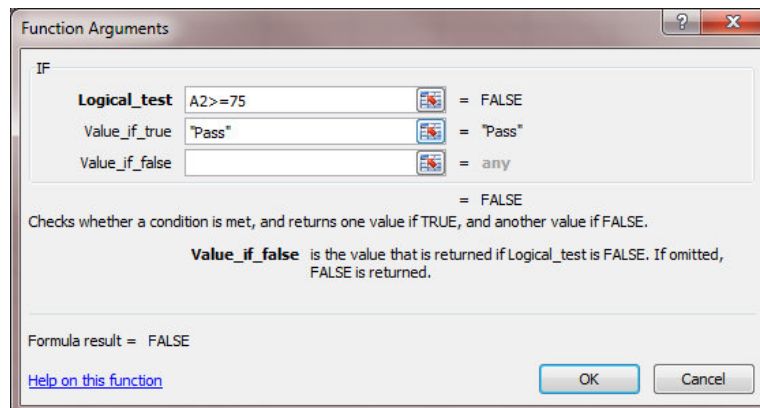 Function Arguments
? X
IF
Logical_test A2>=75 = FALSE
Value_if_true "Pass" = "Pass"
Value_if_false = any
= FALSE
Checks whether a condition is met, and returns one value if TRUE, and another value if FALSE.
Value_if_false is the value that is returned if Logical_test is FALSE. If omitted,
FALSE is returned.
Formula result = FALSE
Help on this function OK Cancel